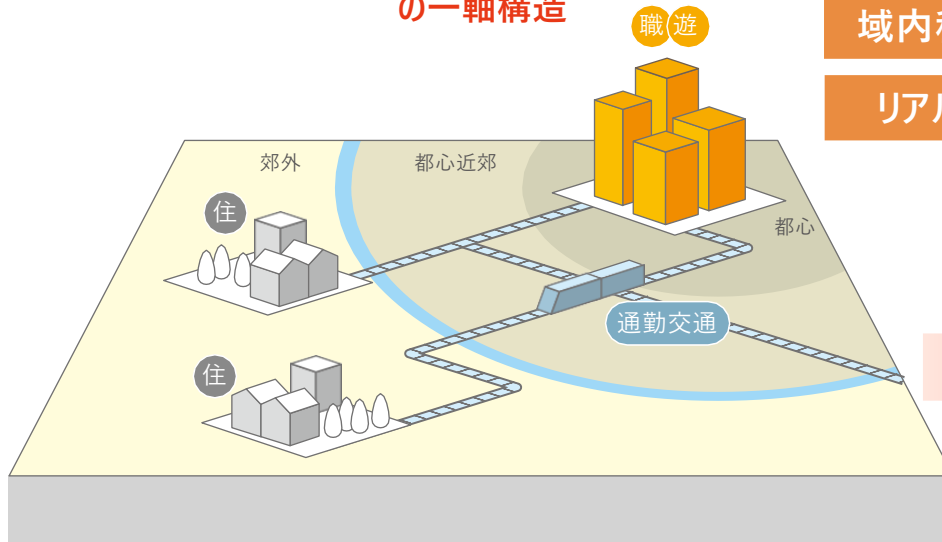 の一軸構造
職 遊
域内
リアル
郊外
都心近郊
住
都心
通勤交通
住